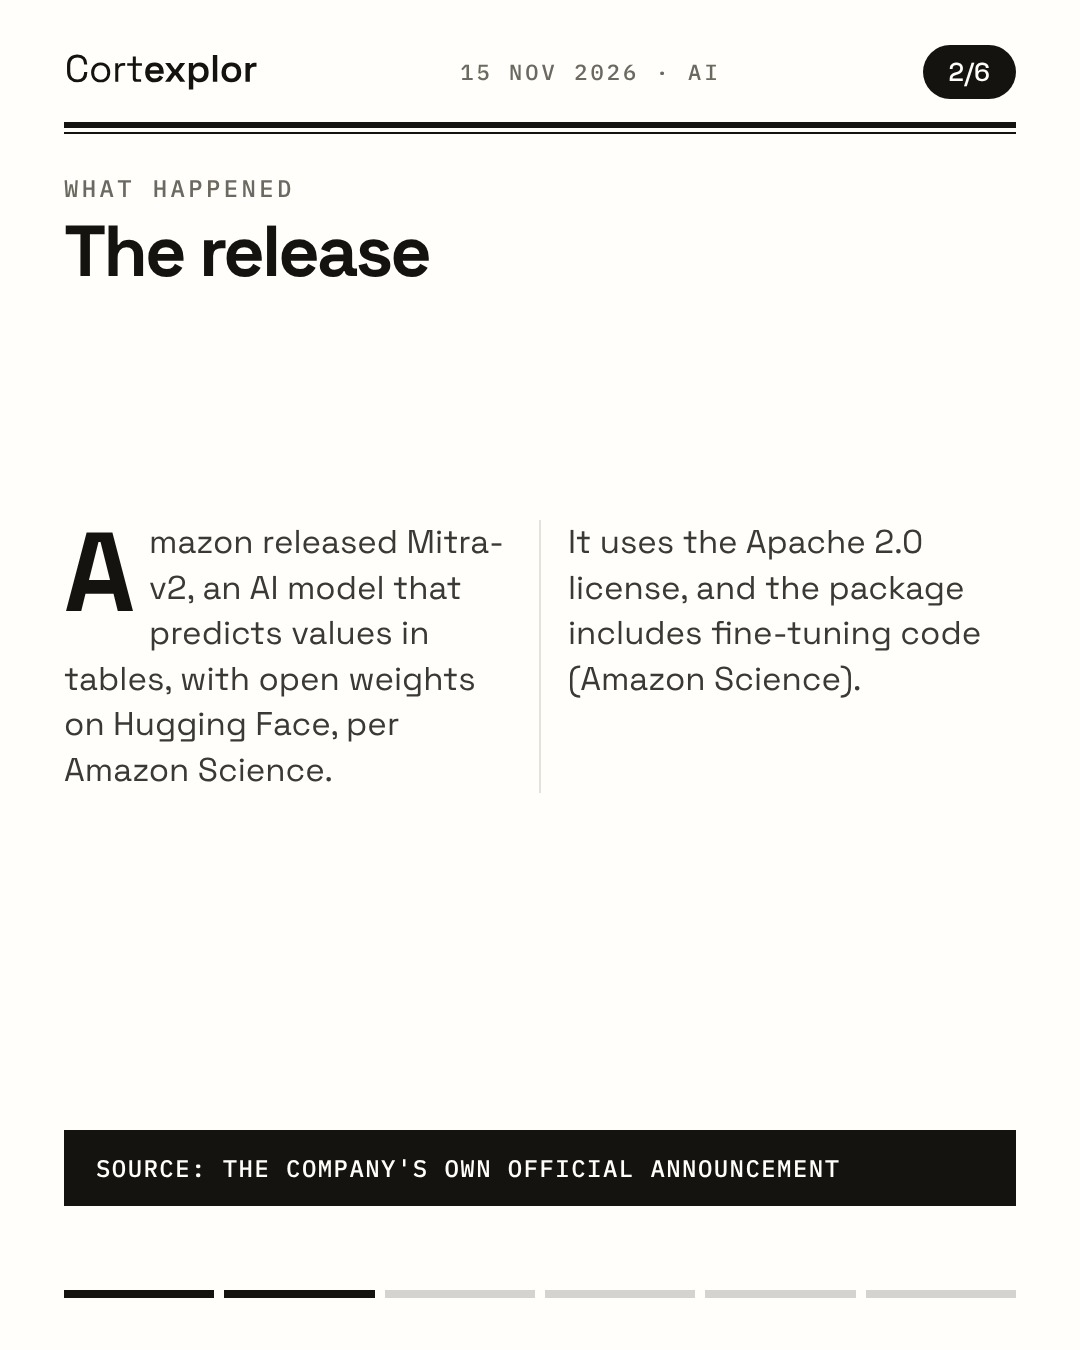 Cortexplor
15 NOV 2026 · AI
2/6
WHAT HAPPENED
The release
Amazon released Mitra-
v2, an AI model that
predicts values in
tables, with open weights
on Hugging Face, per
Amazon Science.
It uses the Apache 2.0
license, and the package
includes fine-tuning code
(Amazon Science).
SOURCE: THE COMPANY'S OWN OFFICIAL ANNOUNCEMENT